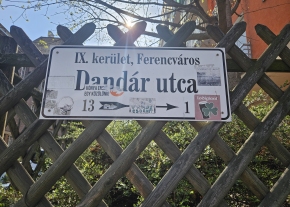 IX. kerület, Ferencváros
Dandár utca
13 1